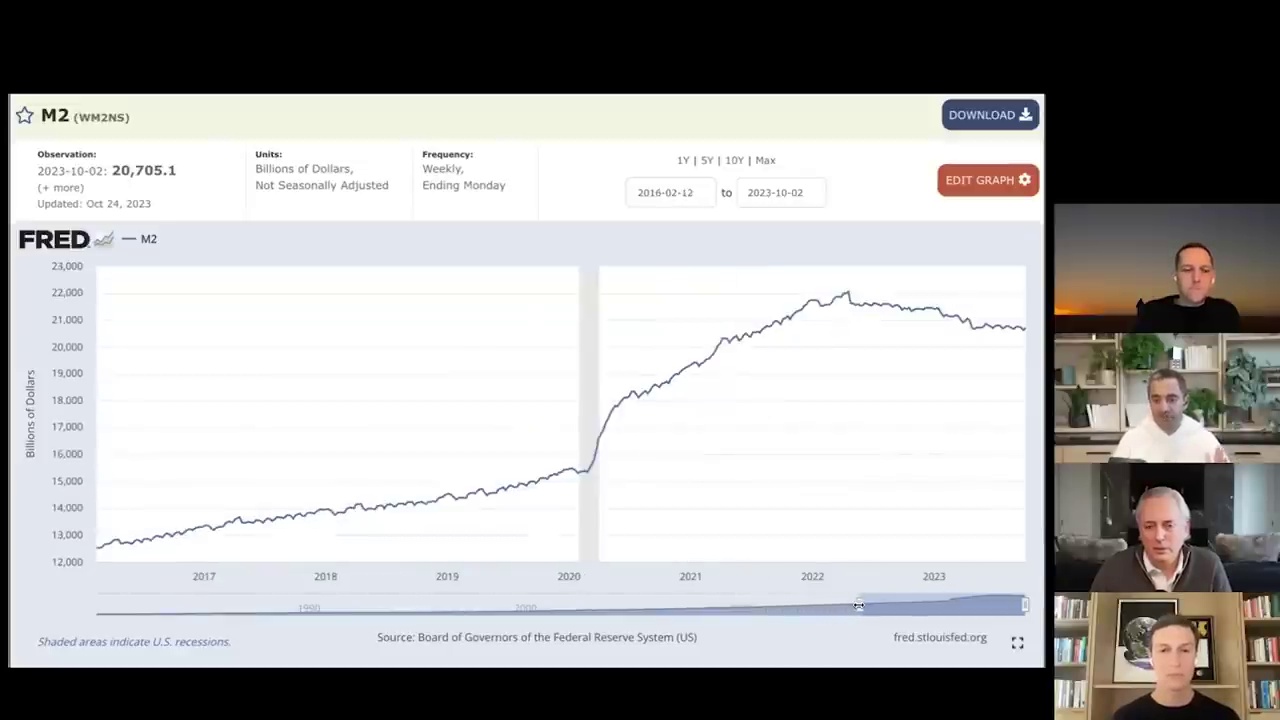 M2 (WM2NS)
DOWNLOAD
Observation:
2023-10-02: 20,705.1
(+ more)
Updated: Oct 24, 2023
Units:
Billions of Dollars,
Not Seasonally Adjusted
Frequency:
Weekly,
Ending Monday
1Y | 5Y | 10Y | Max
2016-02-12 to 2023-10-02
EDIT GRAPH
FRED — M2
23,000
22,000
21,000
20,000
19,000
18,000
17,000
16,000
15,000
14,000
13,000
12,000
Billions of Dollars
2017 2018 2019 2020 2021 2022 2023
1990 2000
Shaded areas indicate U.S. recessions.
Source: Board of Governors of the Federal Reserve System (US)
fred.stlouisfed.org